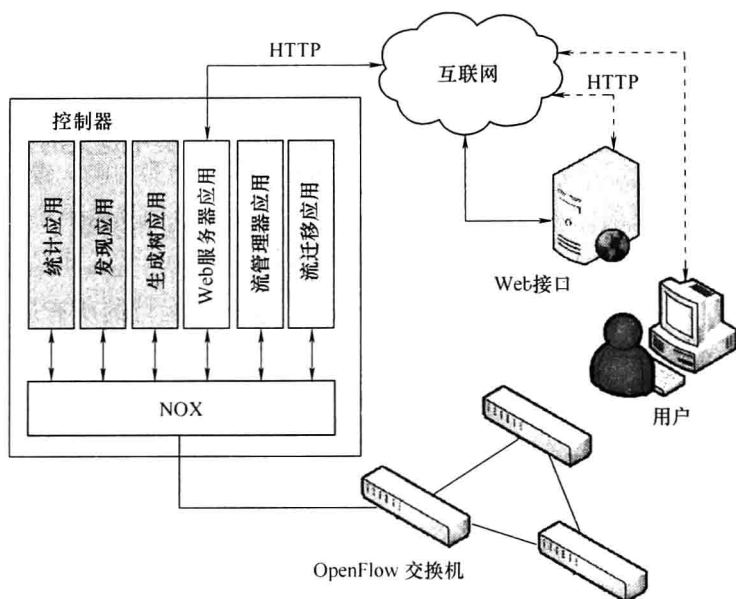 HTTP
互联网
HTTP
控制器
统计应用
发现应用
生成树应用
Web服务器应用
流管理器应用
流迁移应用
Web接口
NOX
用户
OpenFlow 交换机